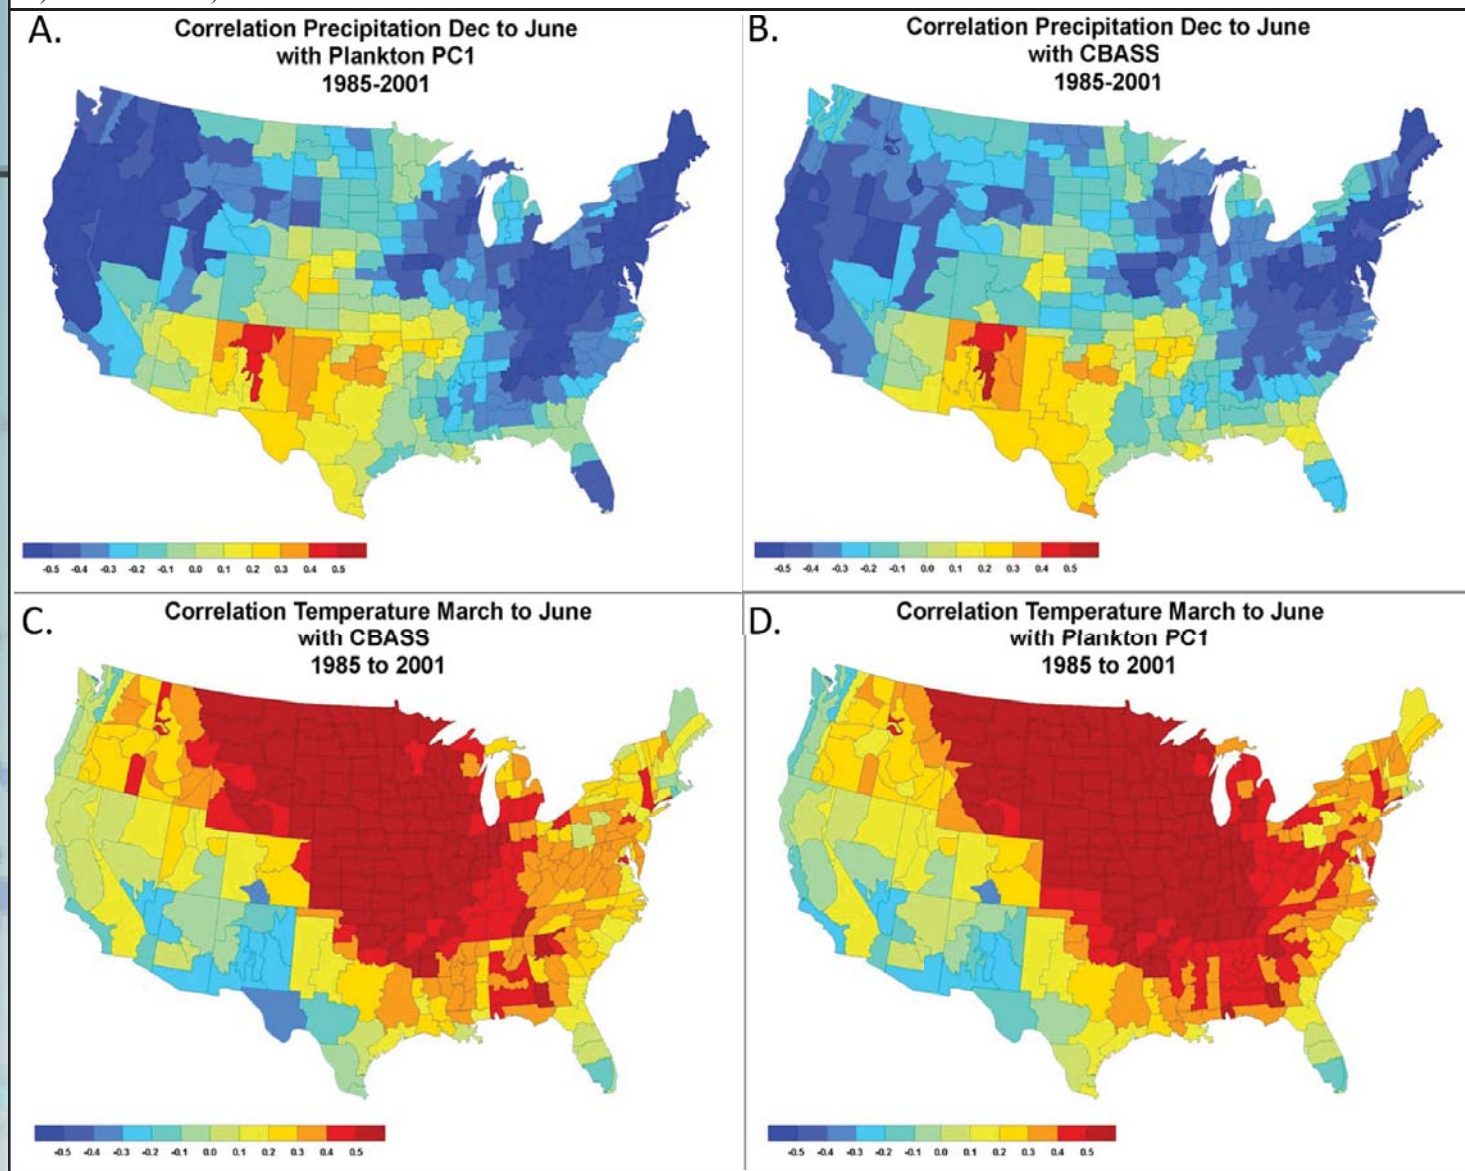 A.
Correlation Precipitation Dec to June
with Plankton PC1
1985-2001
-0.5 -0.4 -0.3 -0.2 -0.1 0.0 0.1 0.2 0.3 0.4 0.5
B.
Correlation Precipitation Dec to June
with CBASS
1985-2001
-0.5 -0.4 -0.3 -0.2 -0.1 0.0 0.1 0.2 0.3 0.4 0.5
C.
Correlation Temperature March to June
with CBASS
1985 to 2001
-0.5 -0.4 -0.3 -0.2 -0.1 0.0 0.1 0.2 0.3 0.4 0.5
D.
Correlation Temperature March to June
with Plankton PC1
1985 to 2001
-0.5 -0.4 -0.3 -0.2 -0.1 0.0 0.1 0.2 0.3 0.4 0.5